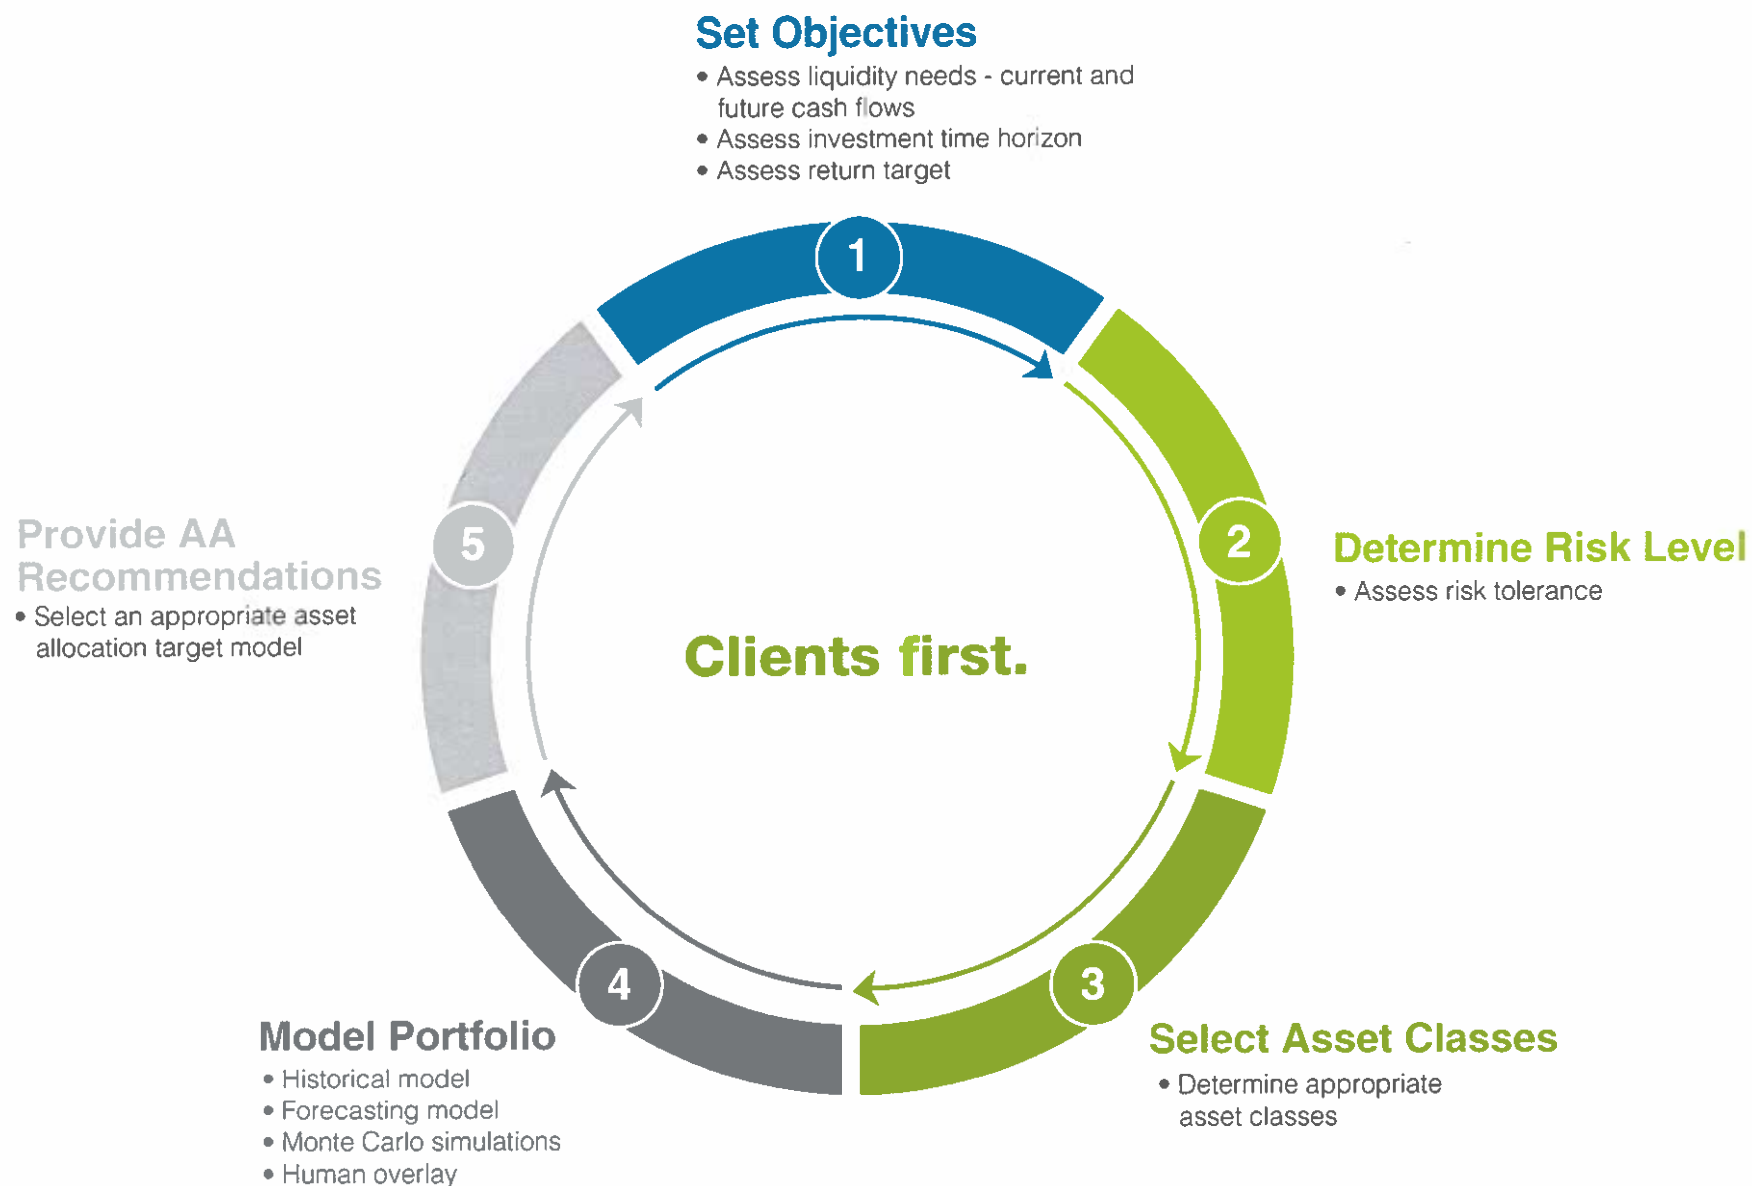 Set Objectives
• Assess liquidity needs - current and
future cash flows
• Assess investment time horizon
• Assess return target
1
2
Determine Risk Level
• Assess risk tolerance
3
Select Asset Classes
• Determine appropriate
asset classes
4
Model Portfolio
• Historical model
• Forecasting model
• Monte Carlo simulations
• Human overlay
5
Provide AA
Recommendations
• Select an appropriate asset
allocation target model
Clients first.